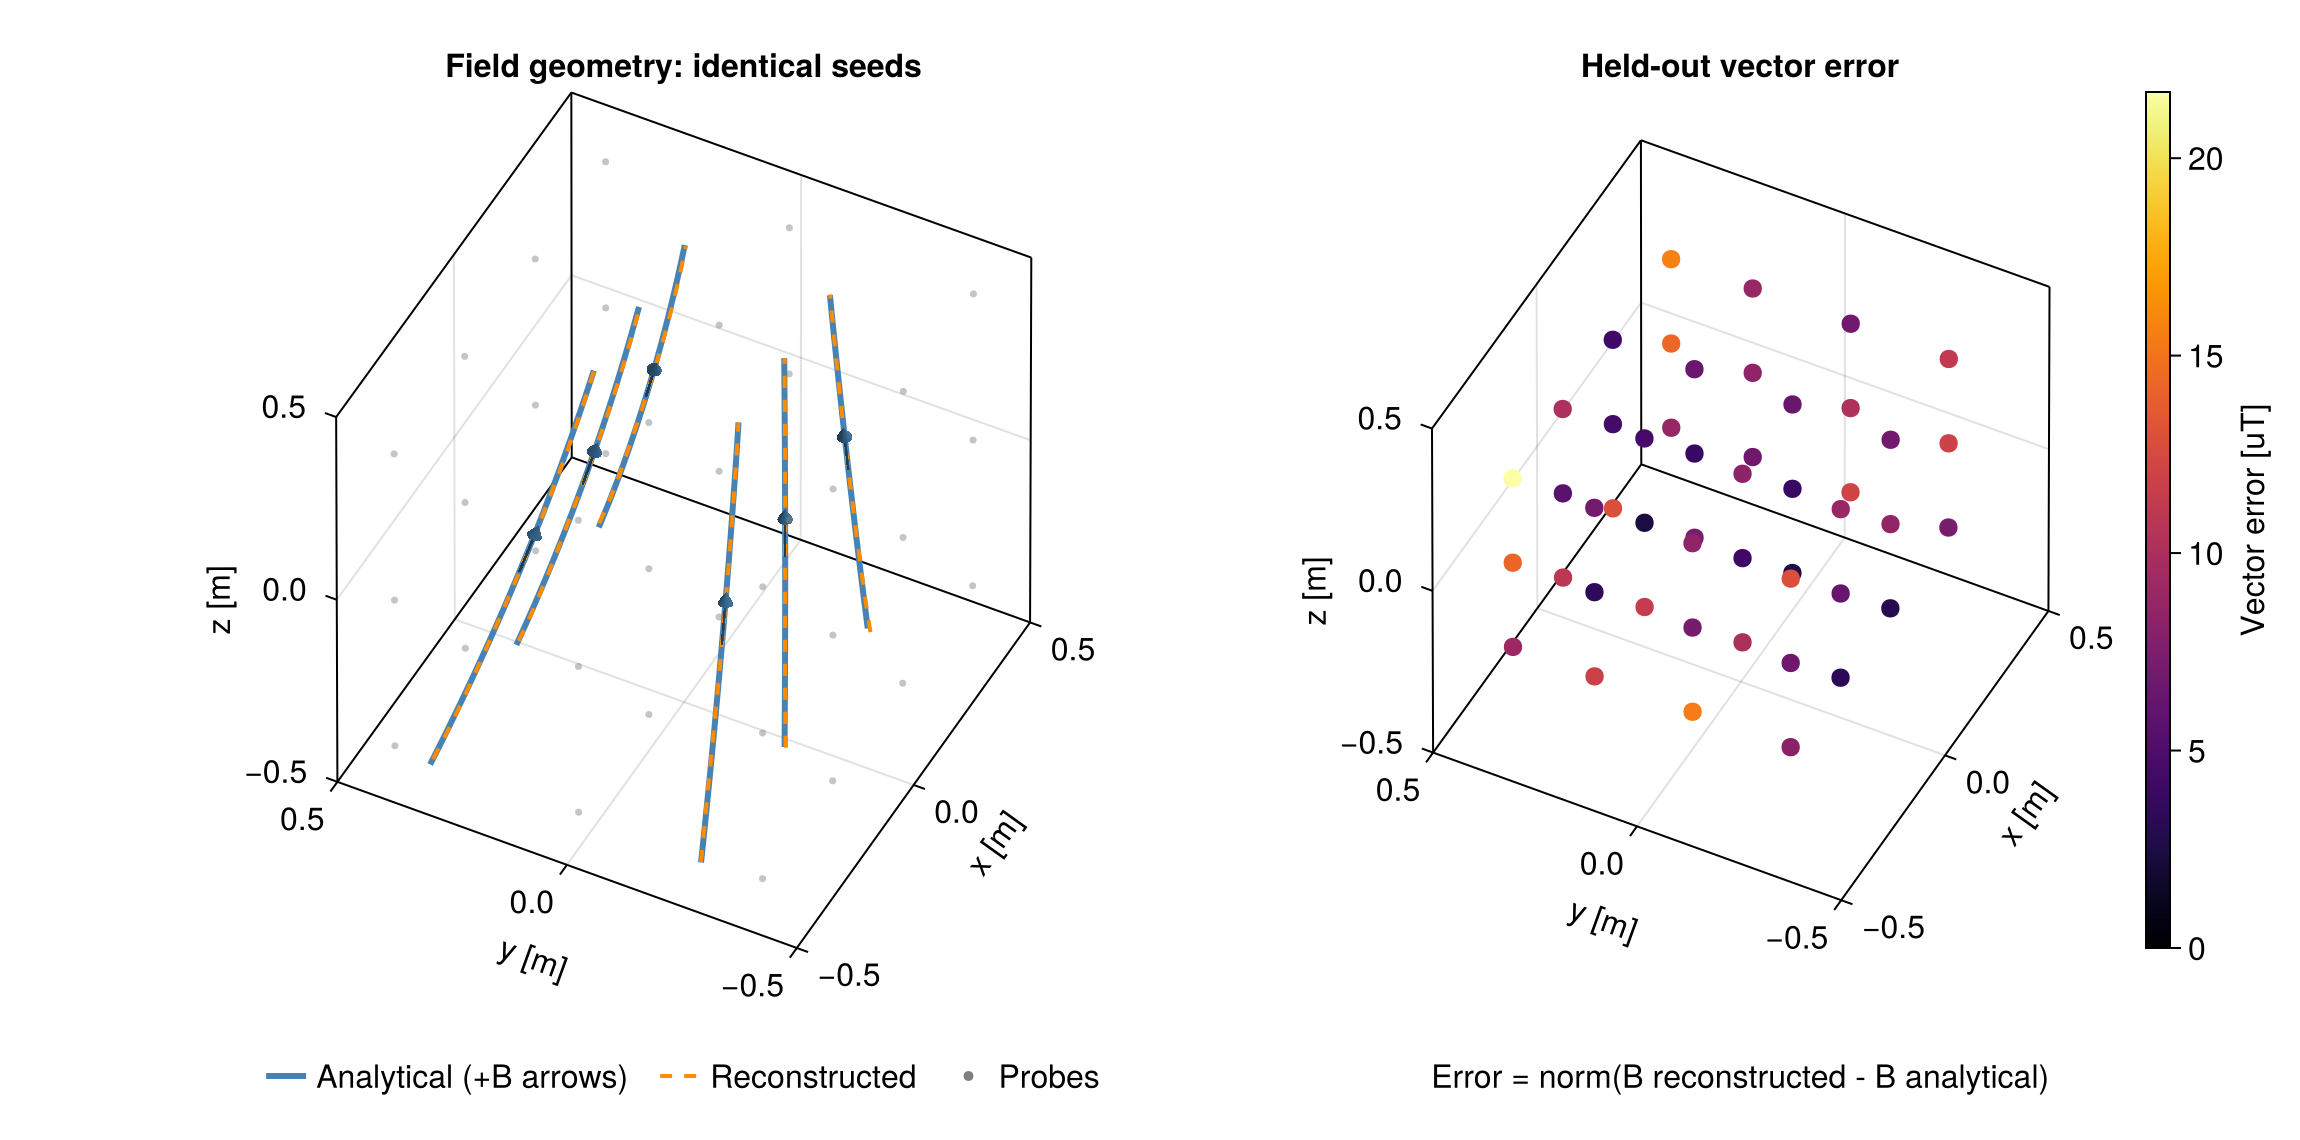 Field geometry: identical seeds
0.5
0.0
−0.5
z [m]
0.5
0.0
−0.5
y [m]
−0.5
0.0
0.5
x [m]
Analytical (+B arrows)
Reconstructed
Probes
Held-out vector error
0.5
0.0
−0.5
z [m]
0.5
0.0
−0.5
y [m]
−0.5
0.0
0.5
x [m]
20
15
10
5
0
Vector error [uT]
Error = norm(B reconstructed - B analytical)